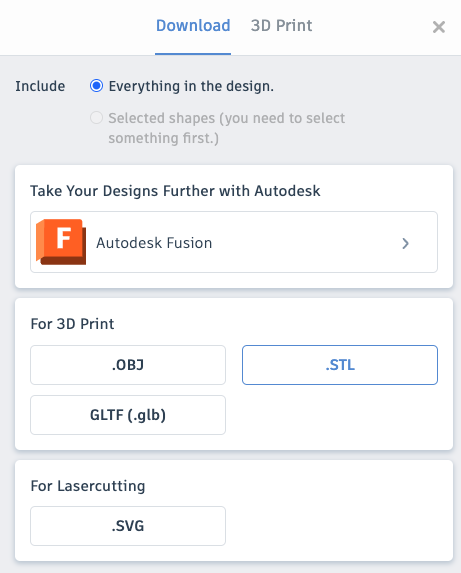 Download 3D Print
Include Everything in the design.
Selected shapes (you need to select
something first.)
Take Your Designs Further with Autodesk
F Autodesk Fusion
For 3D Print
.OBJ .STL
GLTF (.glb)
For Lasercutting
.SVG